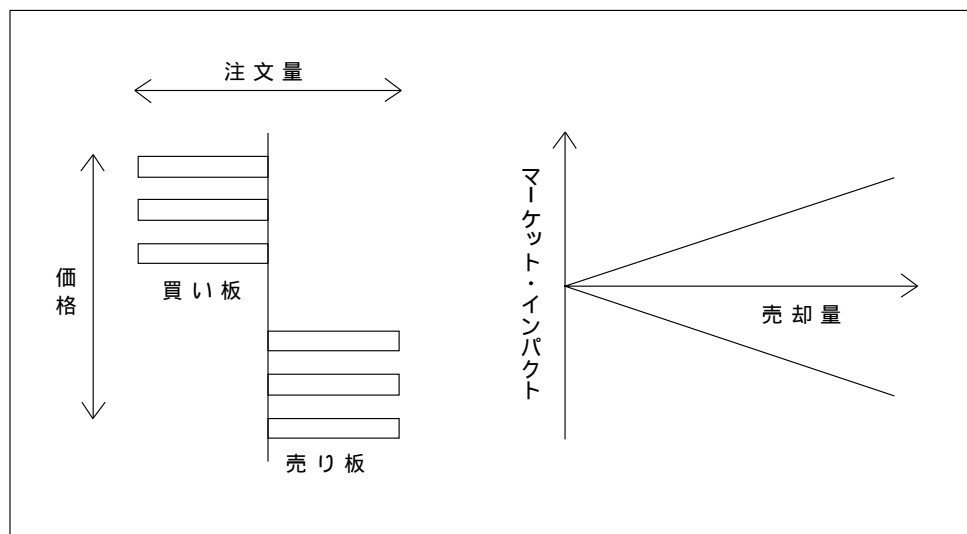 注文量
価格
買い板
売り板
マーケット・インパクト
売却量